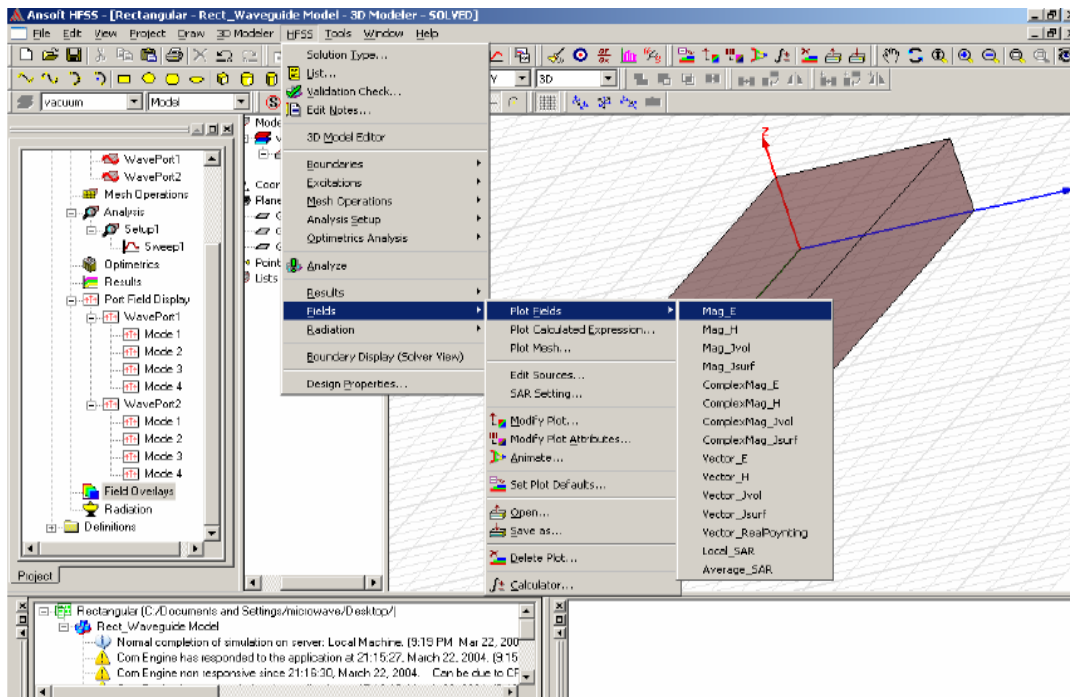 Ansoft HFSS - [Rectangular - Rect_Waveguide Model - 3D Modeler - SOLVED]
File Edit View Project Draw 3D Modeler HFSS Tools Window Help
3D
vacuum
Model
WavePort1
WavePort2
Mesh Operations
Analysis
Setup1
Sweep1
Optimetrics
Results
Port Field Display
WavePort1
Mode 1
Mode 2
Mode 3
Mode 4
WavePort2
Mode 1
Mode 2
Mode 3
Mode 4
Field Overlays
Radiation
Definitions
Project
Mode
Coor
Plane
Point
Lists
Solution Type...
List...
Validation Check...
Edit Notes...
3D Model Editor
Boundaries
Excitations
Mesh Operations
Analysis Setup
Optimetrics Analysis
Analyze
Results
Fields
Radiation
Boundary Display (Solver View)
Design Properties...
Plot Fields
Plot Calculated Expression...
Plot Mesh...
Edit Sources...
SAR Setting...
Modify Plot...
Modify Plot Attributes...
Animate...
Set Plot Defaults...
Open...
Save as...
Delete Plot...
Calculator...
Mag_E
Mag_H
Mag_Jvol
Mag_Jsurf
ComplexMag_E
ComplexMag_H
ComplexMag_Jvol
ComplexMag_Jsurf
Vector_E
Vector_H
Vector_Jvol
Vector_Jsurf
Vector_RealPoynting
Local_SAR
Average_SAR
Z
Rectangular (C:/Documents and Settings/microwave/Desktop/)
Rect_Waveguide Model
Normal completion of simulation on server: Local Machine. (9:19 PM Mar 22, 200
Com Engine has responded to the application at 21:15:27, March 22, 2004. (9:15
Com Engine non responsive since 21:16:30, March 22, 2004. Can be due to CP